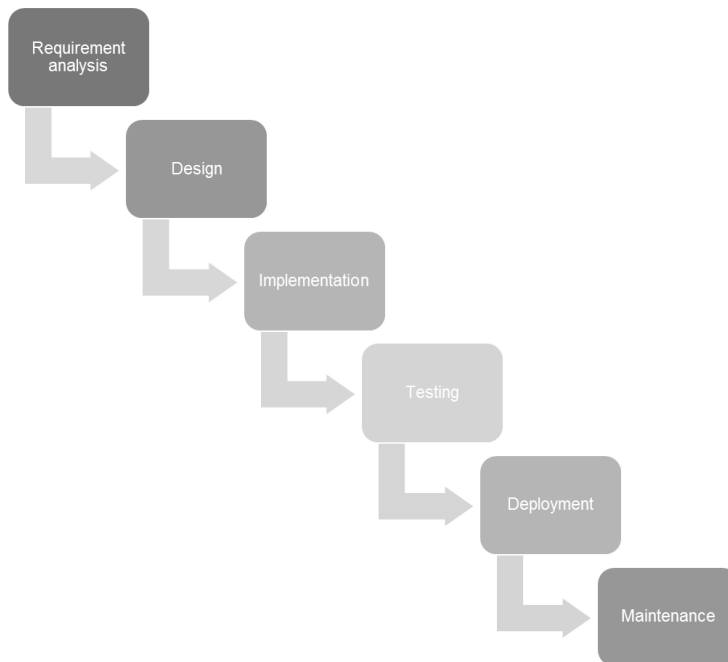 Requirement
analysis
Design
Implementation
Testing
Deployment
Maintenance